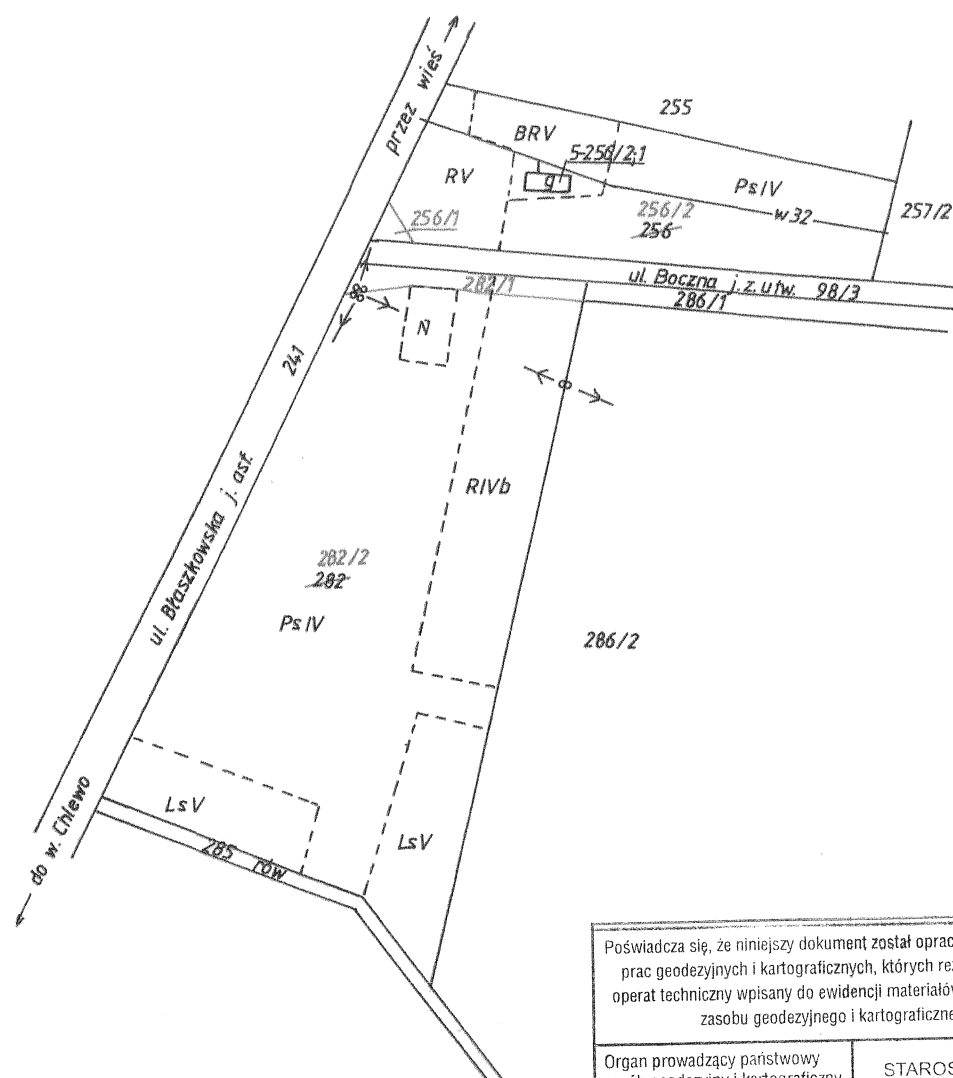 przez wieś
255
BRV
5-256/2;1
RV
g
PsIV
256/1
256/2
256
w 32
257/2
ul. Boczna j. z. utw. 98/3
282/1
286/1
N
241
RIVb
ul. Błaszkowska j. asf.
282/2
282
PsIV
286/2
LsV
LsV
285 rów
do w. Chlewo
Poświadcza się, że niniejszy dokument został oprac
prac geodezyjnych i kartograficznych, których re
operat techniczny wpisany do ewidencji materiałów
zasobu geodezyjnego i kartograficzne
Organ prowadzący państwowy
STAROS